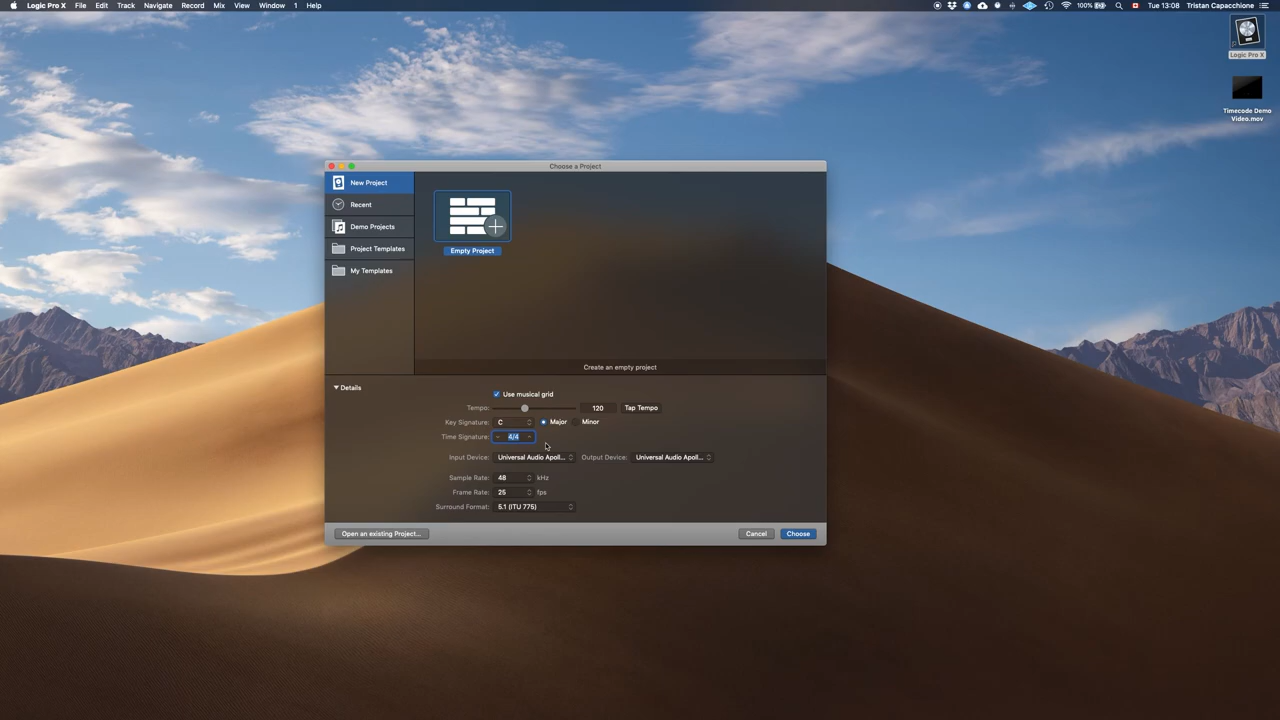 Logic Pro X File Edit Track Navigate Record Mix View Window 1 Help 100% Tue 13:08 Tristan Capacchione
Logic Pro X
Timecode Demo
Video.mov
Choose a Project
New Project
Recent
Demo Projects
Project Templates
My Templates
Empty Project
Create an empty project
Details
Use musical grid
Tempo: 120 Tap Tempo
Key Signature: C Major Minor
Time Signature: 4/4
Input Device: Universal Audio Apoll... Output Device: Universal Audio Apoll...
Sample Rate: 48 kHz
Frame Rate: 25 fps
Surround Format: 5.1 (ITU 775)
Open an existing Project... Cancel Choose